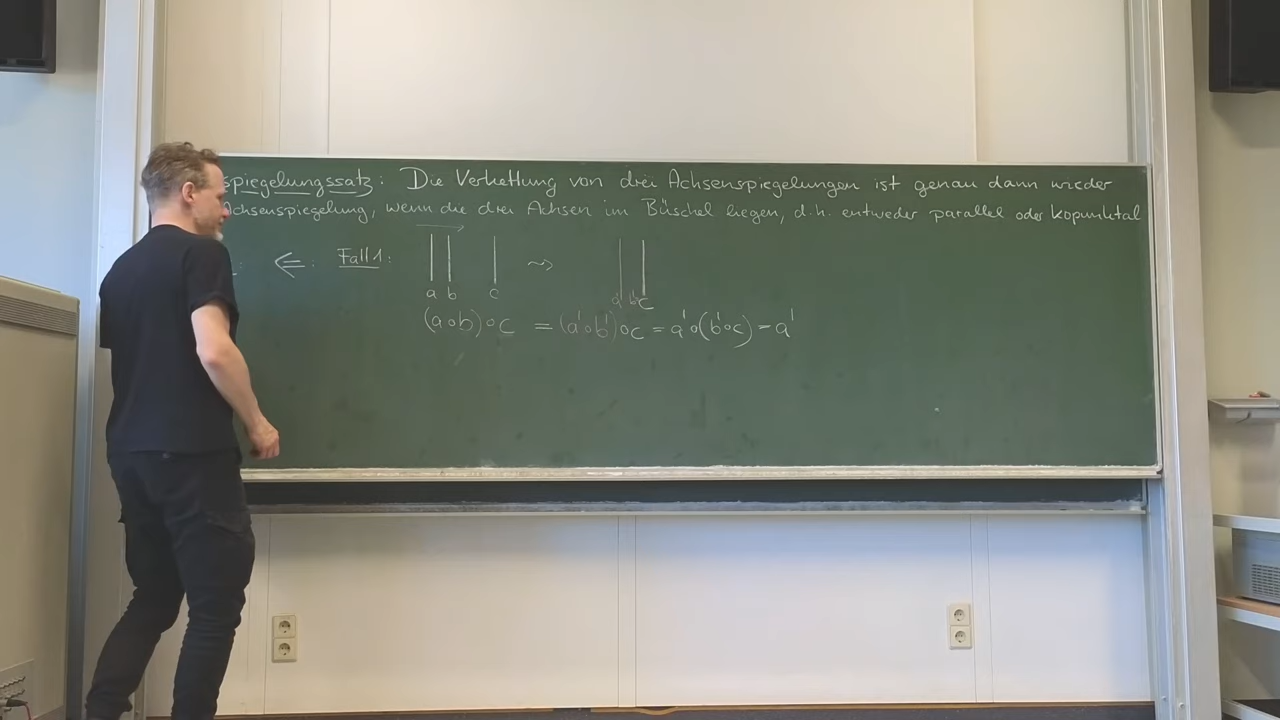 spiegelungssatz: Die Verkettung von drei Achsenspiegelungen ist genau dann wieder
Achsenspiegelung, wenn die drei Achsen im Büschel liegen, d.h. entweder parallel oder kopunktal
⇐: Fall 1: ⇝
a b c a' b' c
(a∘b)∘c = (a'∘b')∘c = a'∘(b'∘c) = a'